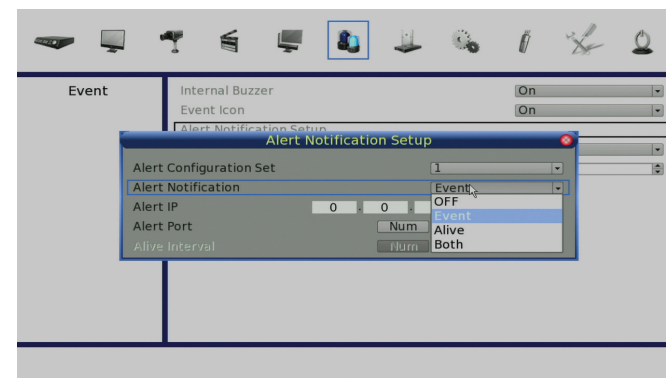 Event
Internal Buzzer On
Event Icon On
Alert Notification Setup
Alert Notification Setup
Alert Configuration Set 1
Alert Notification Event
OFF
Event
Alive
Both
Alert IP 0 . 0 .
Alert Port Num
Alive Interval Num